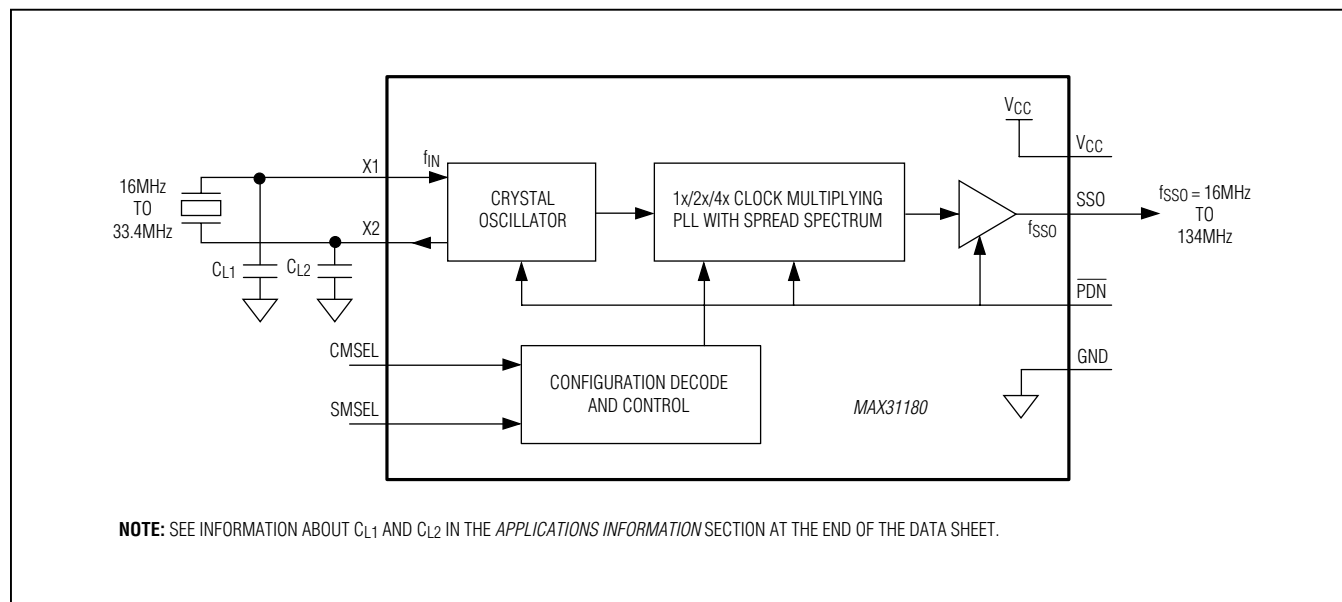 VCC
VCC
X1
fIN
16MHz
TO
33.4MHz
CRYSTAL
OSCILLATOR
1x/2x/4x CLOCK MULTIPLYING
PLL WITH SPREAD SPECTRUM
SSO
fSSO
fSSO = 16MHz
TO
134MHz
X2
CL1
CL2
PDN
CMSEL
SMSEL
CONFIGURATION DECODE
AND CONTROL
GND
MAX31180
NOTE: SEE INFORMATION ABOUT CL1 AND CL2 IN THE APPLICATIONS INFORMATION SECTION AT THE END OF THE DATA SHEET.